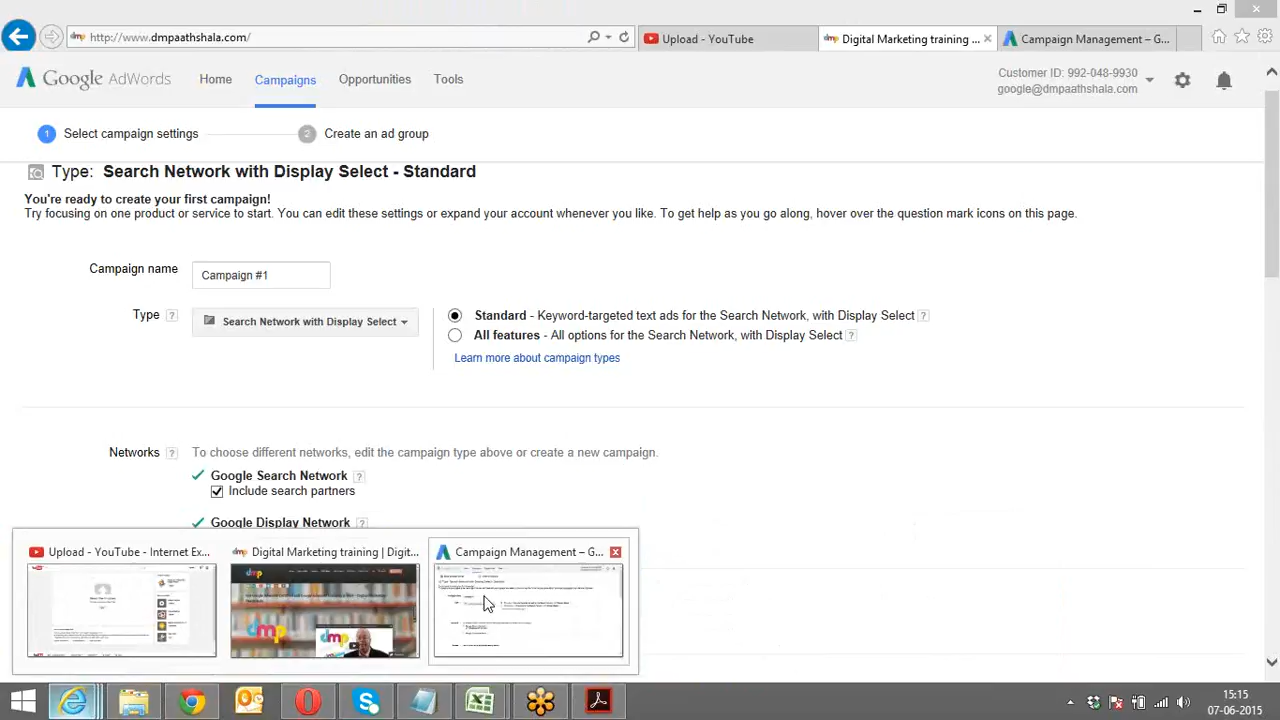 http://www.dmpaathshala.com/
Upload - YouTube
Digital Marketing training ...
Campaign Management – G...
Google AdWords
Home
Campaigns
Opportunities
Tools
Customer ID: 992-048-9930
google@dmpaathshala.com
1 Select campaign settings
2 Create an ad group
Type: Search Network with Display Select - Standard
You're ready to create your first campaign!
Try focusing on one product or service to start. You can edit these settings or expand your account whenever you like. To get help as you go along, hover over the question mark icons on this page.
Campaign name
Campaign #1
Type ?
Search Network with Display Select
Standard - Keyword-targeted text ads for the Search Network, with Display Select ?
All features - All options for the Search Network, with Display Select ?
Learn more about campaign types
Networks ?
To choose different networks, edit the campaign type above or create a new campaign.
Google Search Network ?
Include search partners
Google Display Network ?
Upload - YouTube - Internet Ex...
Digital Marketing training | Digit...
Campaign Management – G...
dmp
dmp
15:15
07-06-2015